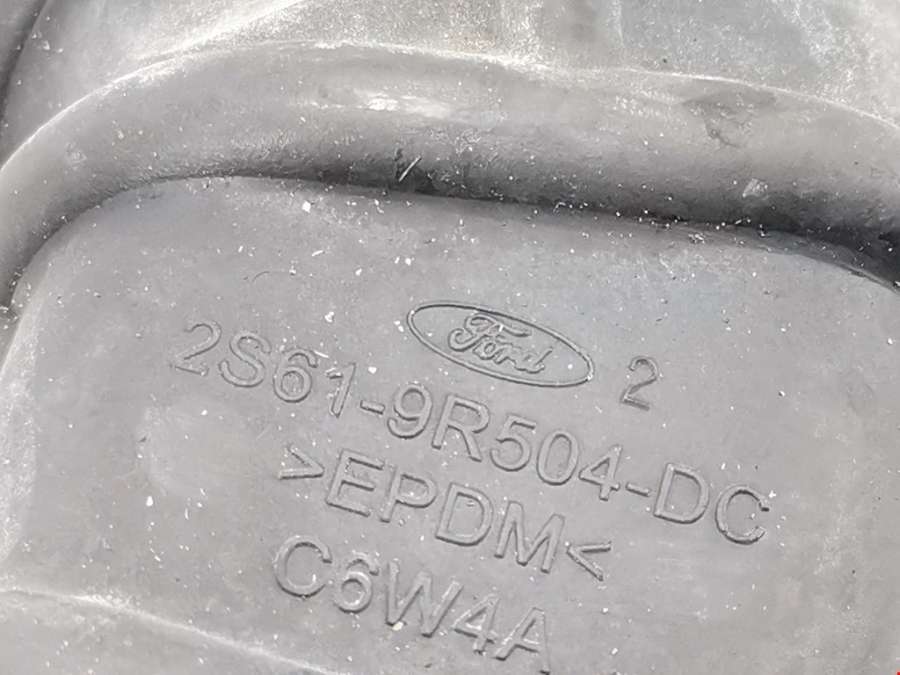 Ford 2
2S61-9R504-DC
>EPDM<
C6W4A